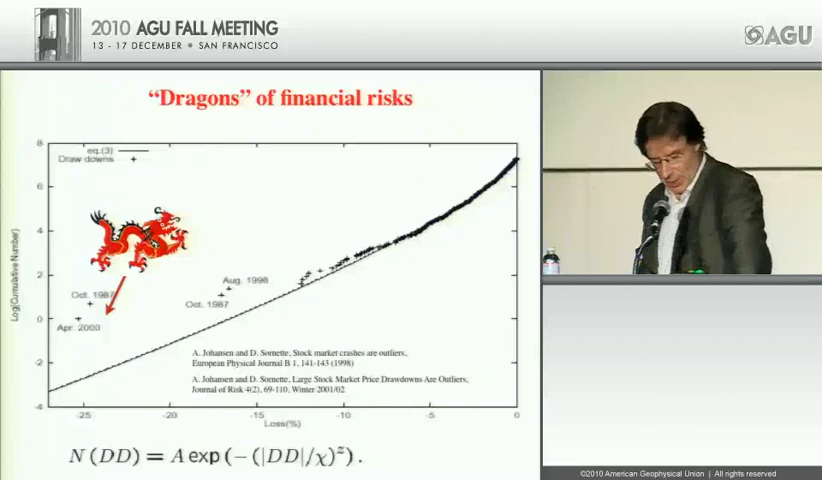 2010 AGU FALL MEETING
13 - 17 DECEMBER • SAN FRANCISCO
AGU
“Dragons” of financial risks
eq.(3)
Draw downs
8
6
4
2
0
-2
-4
Log(Cumulative Number)
Aug. 1998
Oct. 1987
Oct. 1987
Apr. 2000
A. Johansen and D. Sornette, Stock market crashes are outliers,
European Physical Journal B 1, 141-143 (1998)
A. Johansen and D. Sornette, Large Stock Market Price Drawdowns Are Outliers,
Journal of Risk 4(2), 69-110, Winter 2001/02
-25 -20 -15 -10 -5 0
Loss(%)
N(DD) = A exp(−(|DD|/χ)^z).
©2010 American Geophysical Union | All rights reserved